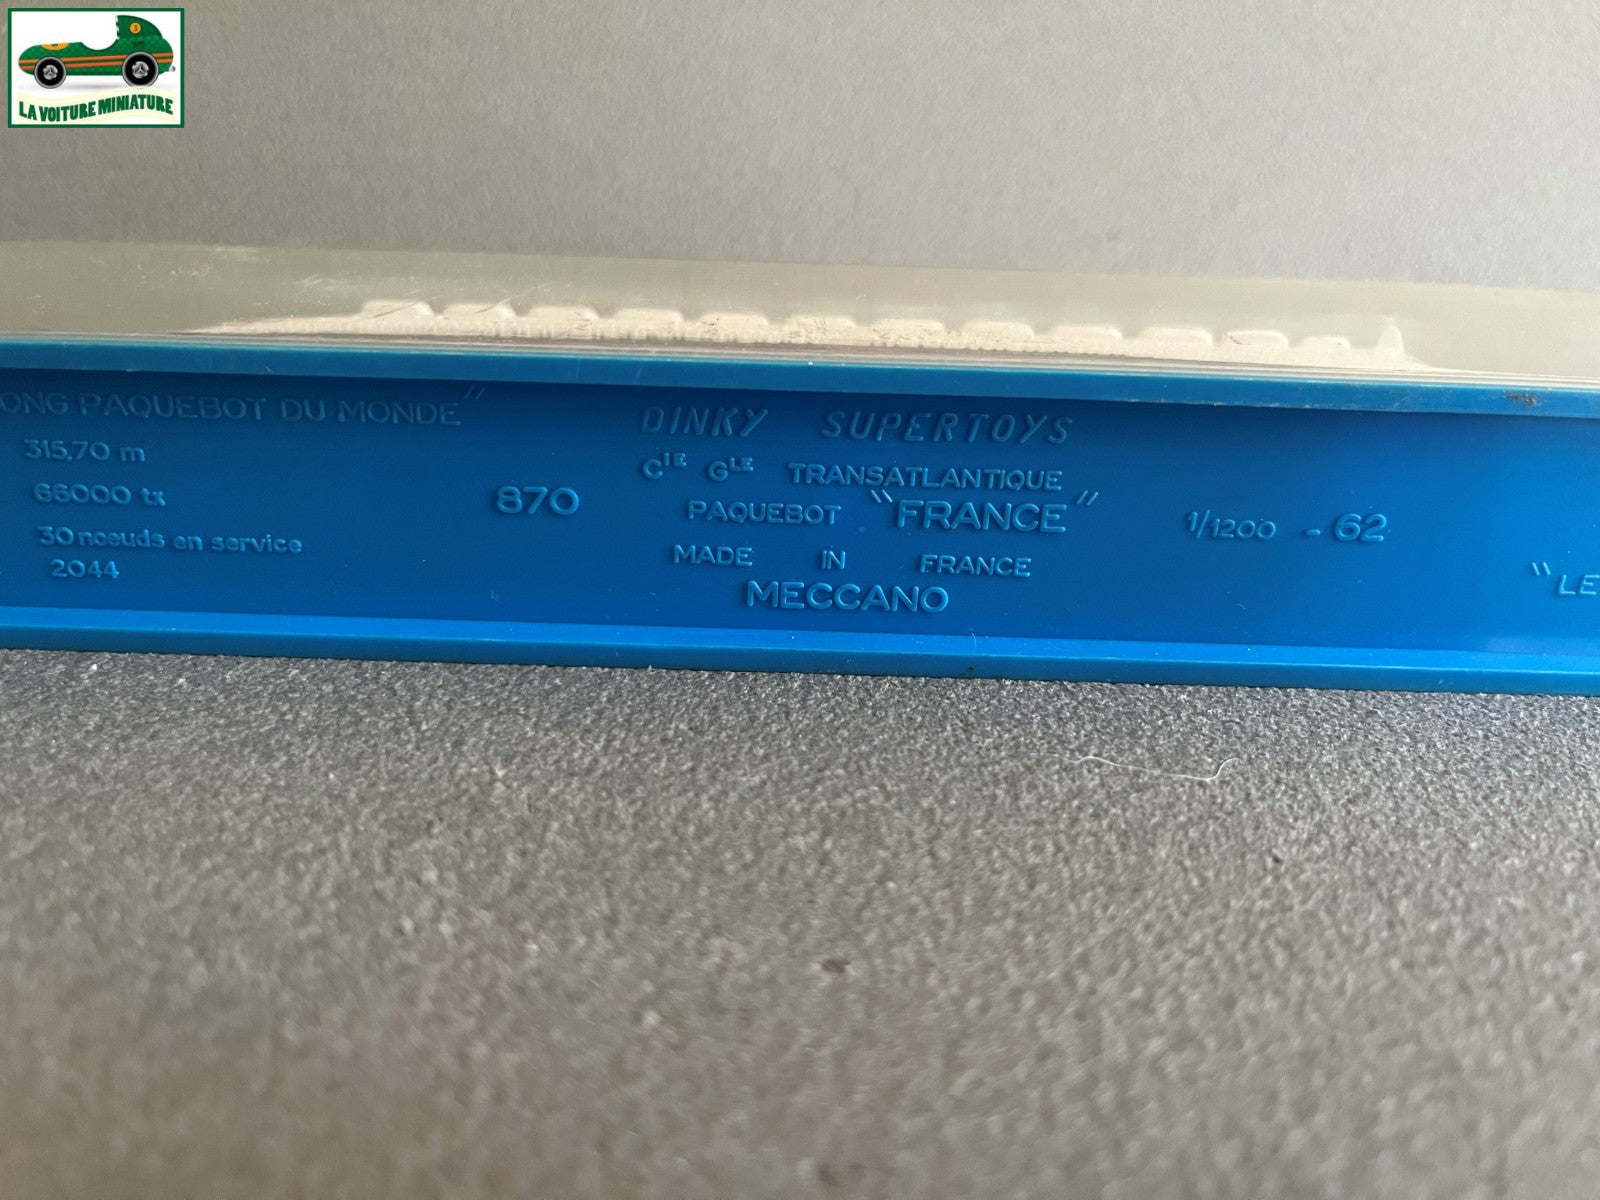 LA VOITURE MINIATURE
ONG PAQUEBOT DU MONDE"
315,70 m
66000 tx
30 nœuds en service
2044
870
DINKY SUPERTOYS
CIE GLE TRANSATLANTIQUE
PAQUEBOT "FRANCE"
MADE IN FRANCE
MECCANO
1/1200 - 62
"LE